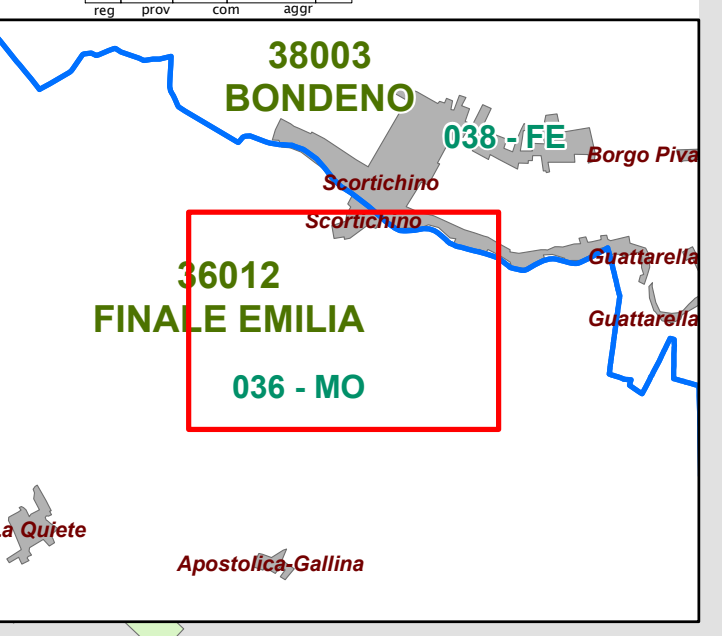 reg prov com aggr
38003
BONDENO
038 - FE
Borgo Piva
Scortichino
Scortichino
Guattarella
36012
FINALE EMILIA
Guattarella
036 - MO
a Quiete
Apostolica-Gallina